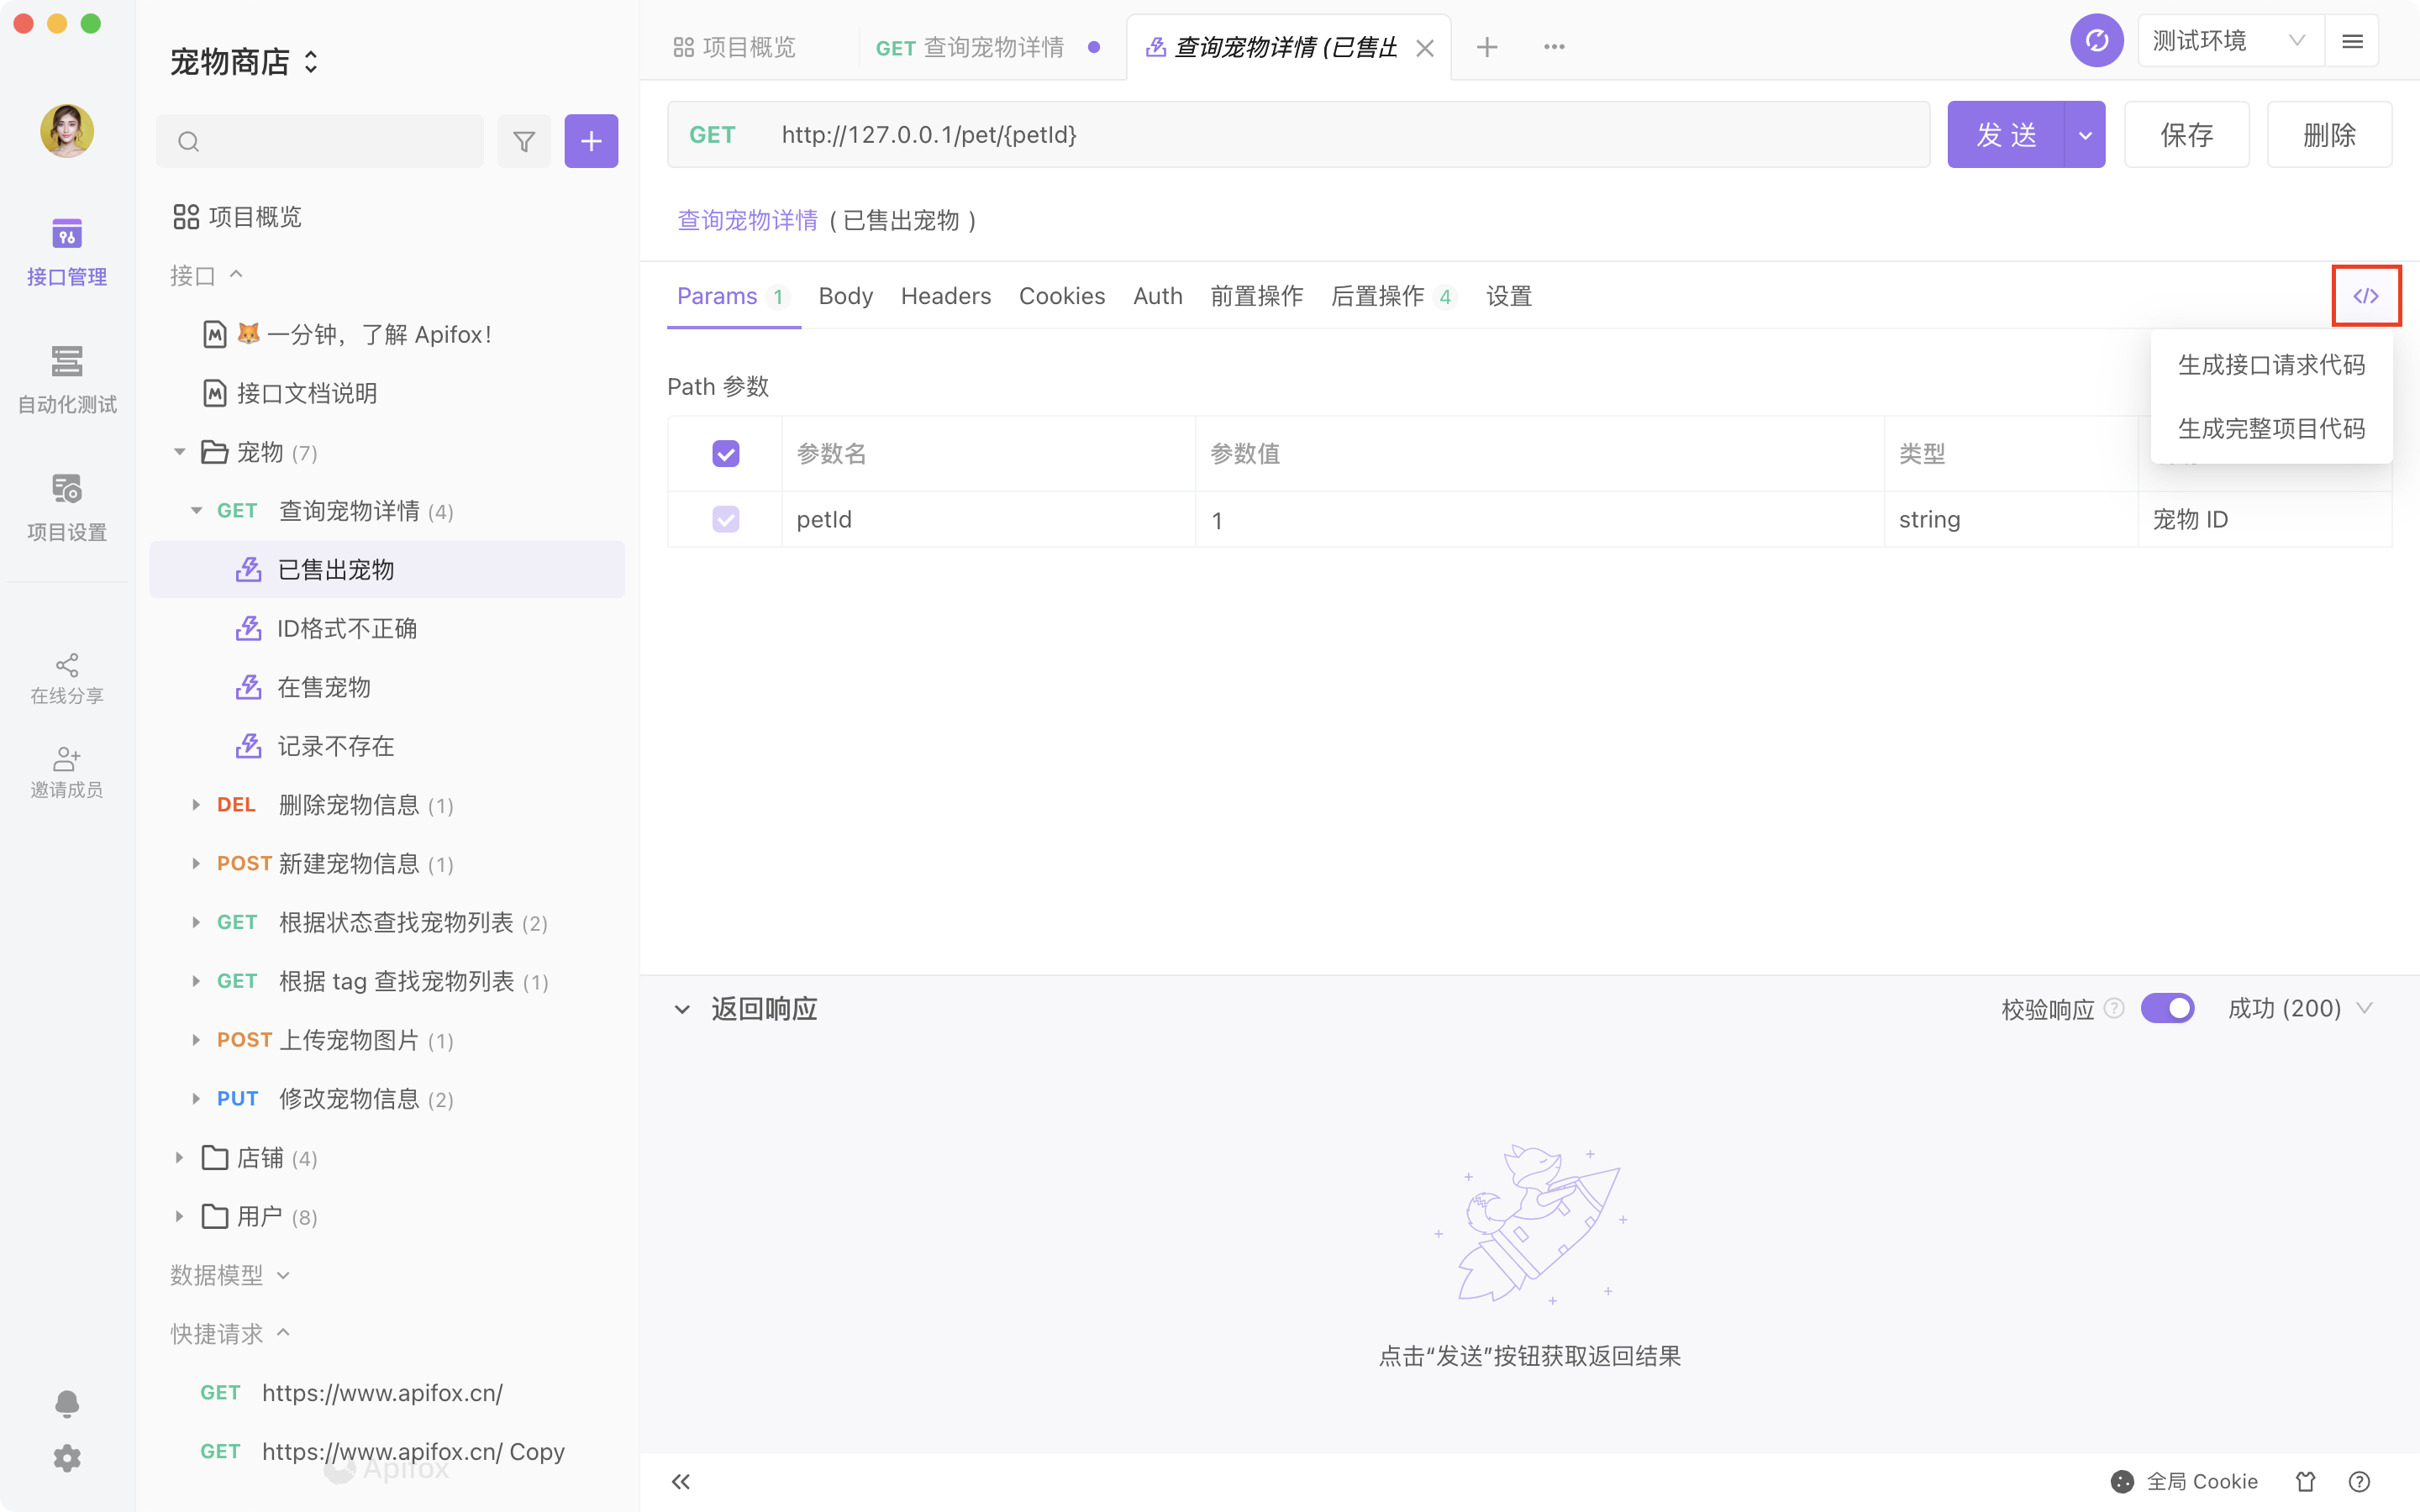 宠物商店
项目概览
GET 查询宠物详情
查询宠物详情 (已售出
测试环境
GET http://127.0.0.1/pet/{petId}
发 送
保存
删除
查询宠物详情 ( 已售出宠物 )
接口管理
自动化测试
项目设置
在线分享
邀请成员
项目概览
接口
一分钟，了解 Apifox！
接口文档说明
宠物 (7)
GET 查询宠物详情 (4)
已售出宠物
ID格式不正确
在售宠物
记录不存在
DEL 删除宠物信息 (1)
POST 新建宠物信息 (1)
GET 根据状态查找宠物列表 (2)
GET 根据 tag 查找宠物列表 (1)
POST 上传宠物图片 (1)
PUT 修改宠物信息 (2)
店铺 (4)
用户 (8)
数据模型
快捷请求
GET https://www.apifox.cn/
GET https://www.apifox.cn/ Copy
Apifox
Params 1 Body Headers Cookies Auth 前置操作 后置操作 4 设置 </>
生成接口请求代码
生成完整项目代码
Path 参数
参数名 参数值 类型
petId 1 string 宠物 ID
返回响应
校验响应 ? 成功 (200)
点击“发送”按钮获取返回结果
全局 Cookie ?